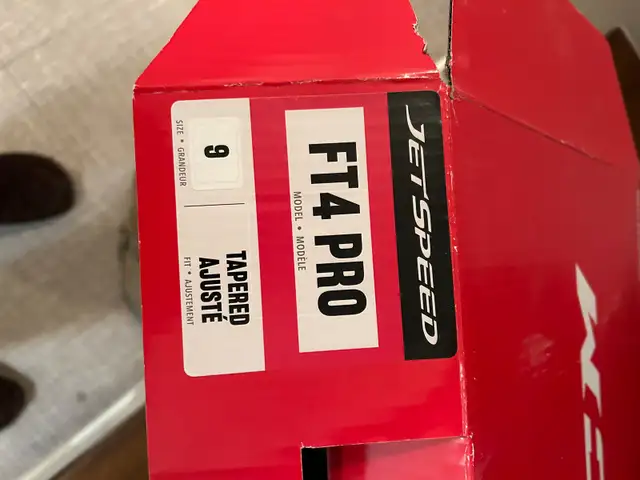 JETSPEED
FT4 PRO
MODEL • MODÈLE
9
SIZE • GRANDEUR
TAPERED
AJUSTÉ
FIT • AJUSTEMENT